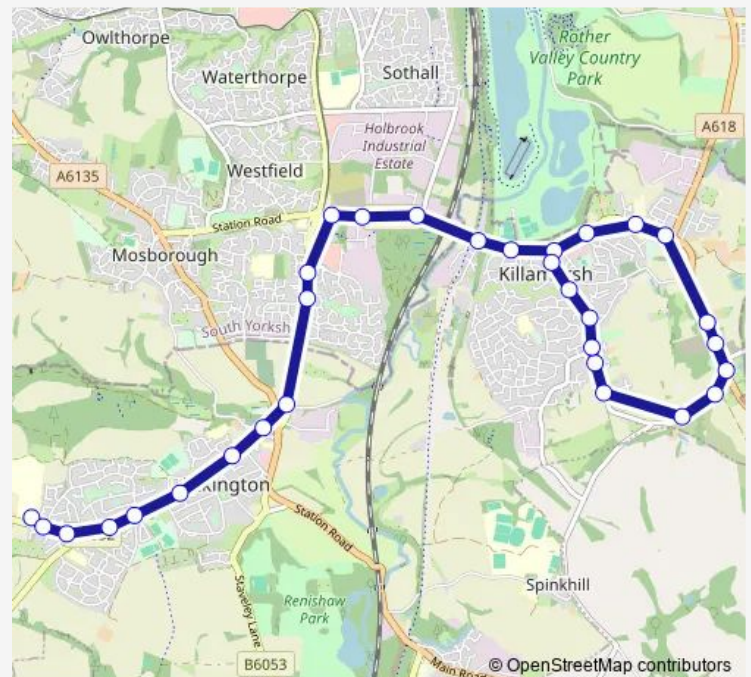 Owlthorpe
Waterthorpe
Sothall
Rother
Valley Country
Park
Holbrook
Industrial
Estate
A618
Westfield
A6135
Station Road
Mosborough
South Yorksh
Station Road
Spinkhill
Staveley Lane
Renishaw
Park
B6053
Main Road
© OpenStreetMap contributors